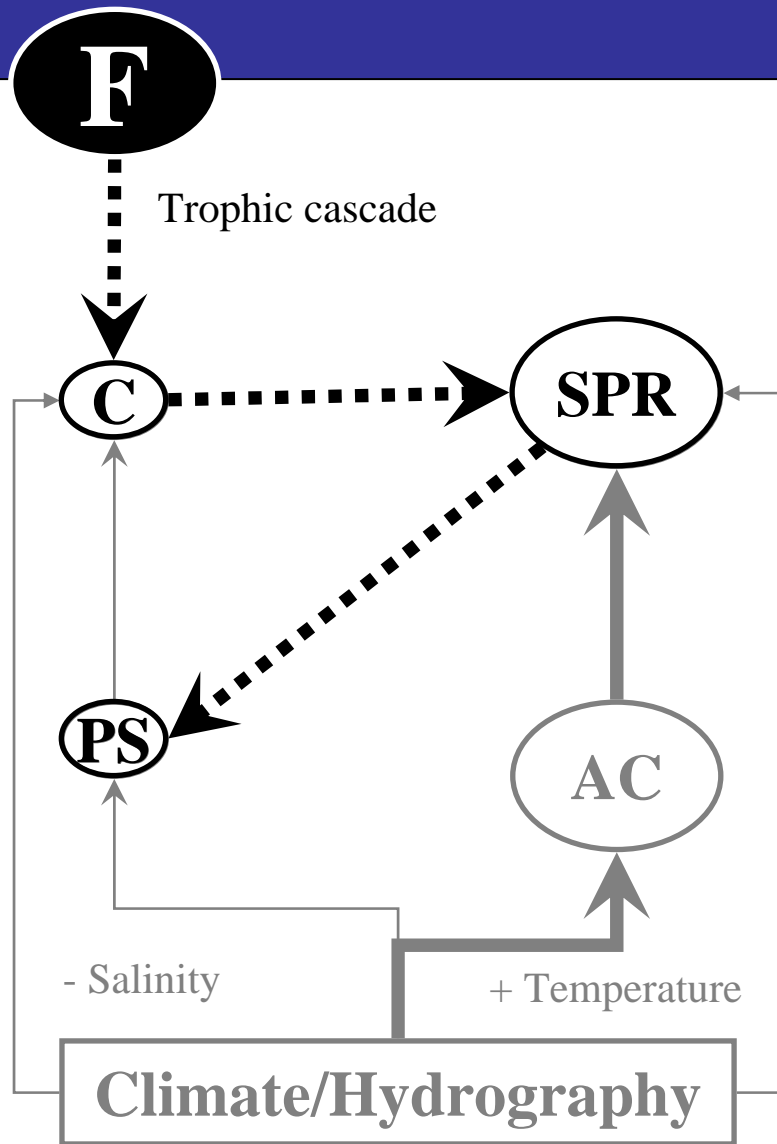 F
Trophic cascade
C
SPR
PS
AC
- Salinity
+ Temperature
Climate/Hydrography